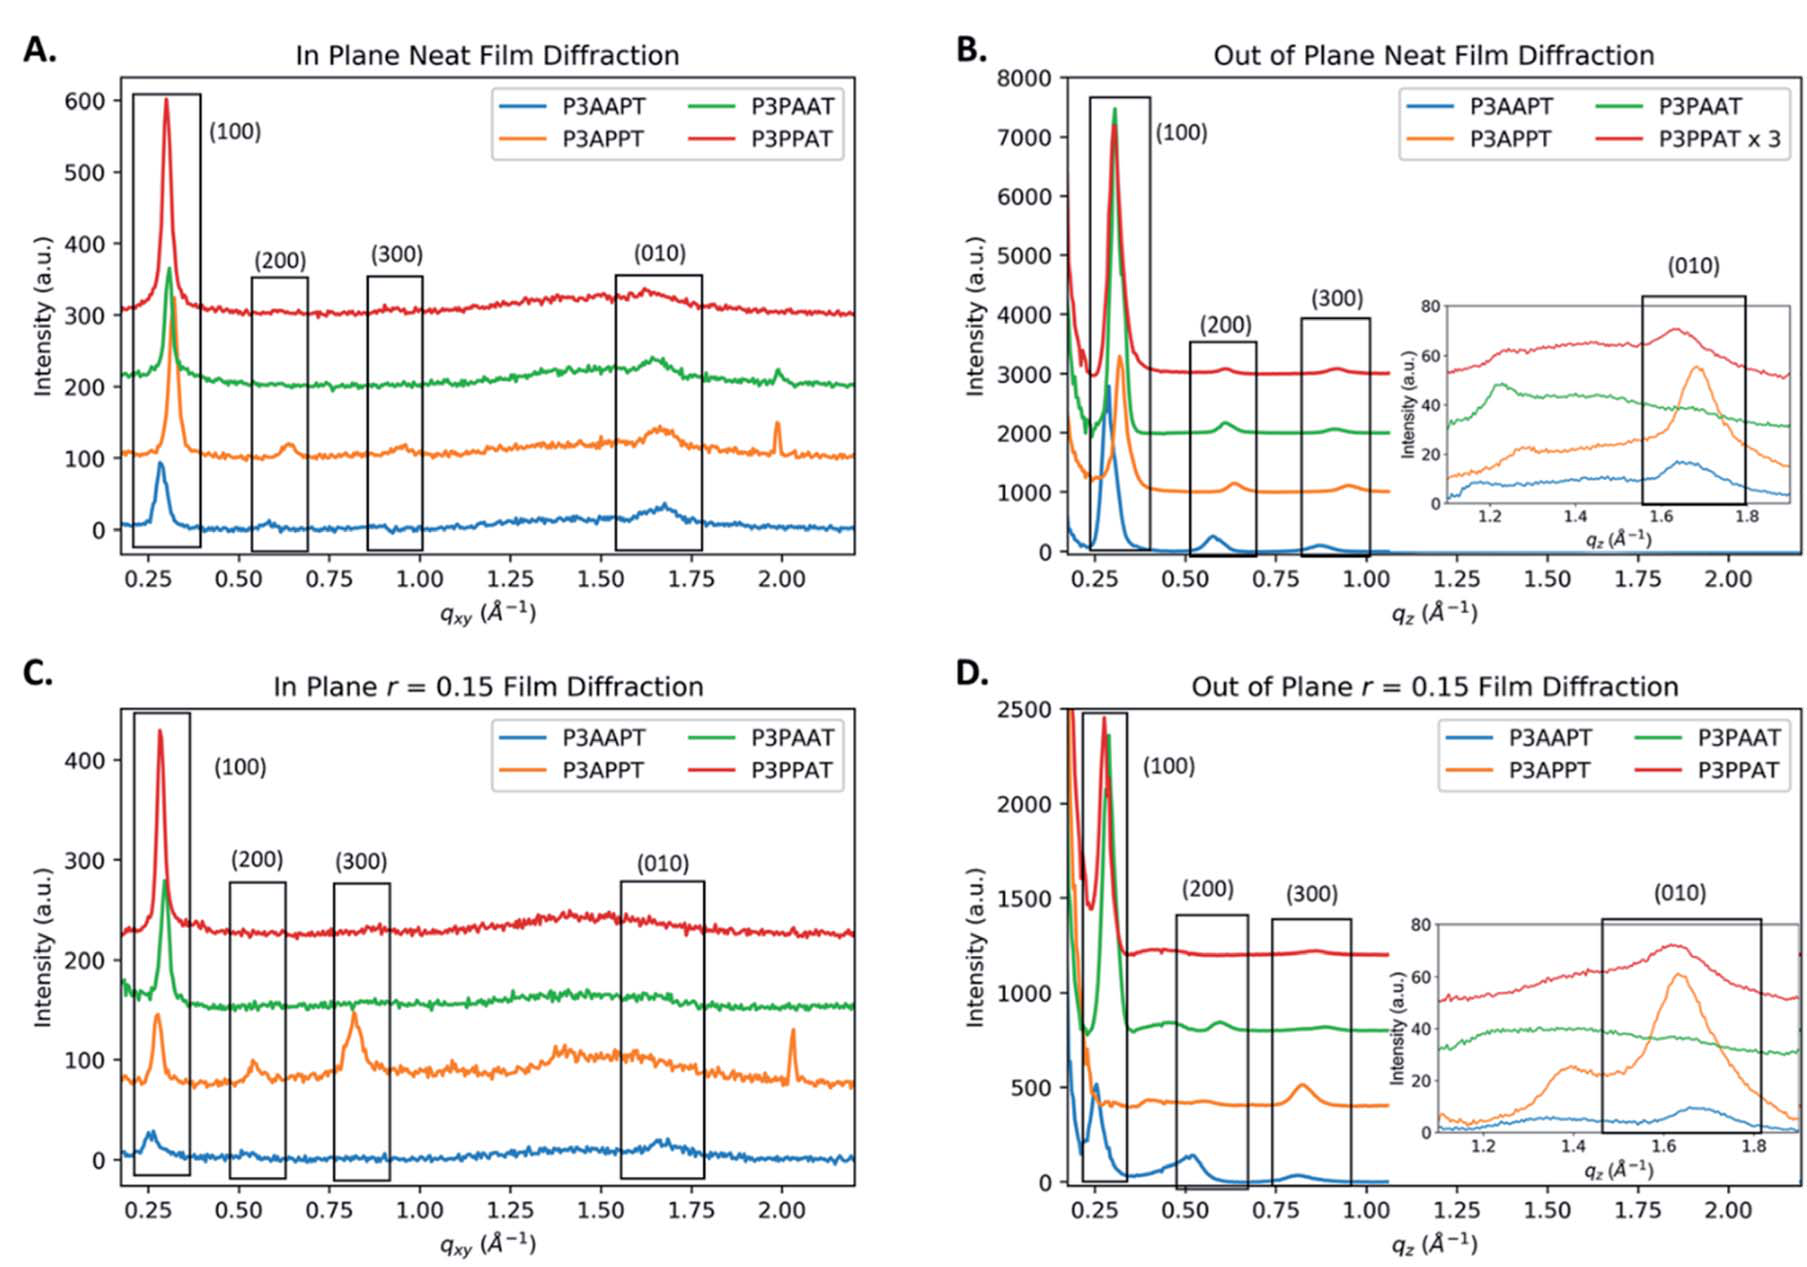 A.
In Plane Neat Film Diffraction
P3AAPT P3PAAT
P3APPT P3PPAT
(100)
(200)
(300)
(010)
600
500
400
300
200
100
0
Intensity (a.u.)
0.25 0.50 0.75 1.00 1.25 1.50 1.75 2.00
qxy (Å−1)
B.
Out of Plane Neat Film Diffraction
P3AAPT P3PAAT
P3APPT P3PPAT x 3
(100)
(200)
(300)
(010)
8000
7000
6000
5000
4000
3000
2000
1000
0
Intensity (a.u.)
80
60
40
20
0
Intensity (a.u.)
1.2 1.4 1.6 1.8
qz (Å−1)
0.25 0.50 0.75 1.00 1.25 1.50 1.75 2.00
qz (Å−1)
C.
In Plane r = 0.15 Film Diffraction
P3AAPT P3PAAT
P3APPT P3PPAT
(100)
(200)
(300)
(010)
400
300
200
100
0
Intensity (a.u.)
0.25 0.50 0.75 1.00 1.25 1.50 1.75 2.00
qxy (Å−1)
D.
Out of Plane r = 0.15 Film Diffraction
P3AAPT P3PAAT
P3APPT P3PPAT
(100)
(200)
(300)
(010)
2500
2000
1500
1000
500
0
Intensity (a.u.)
80
60
40
20
0
Intensity (a.u.)
1.2 1.4 1.6 1.8
qz (Å−1)
0.25 0.50 0.75 1.00 1.25 1.50 1.75 2.00
qz (Å−1)